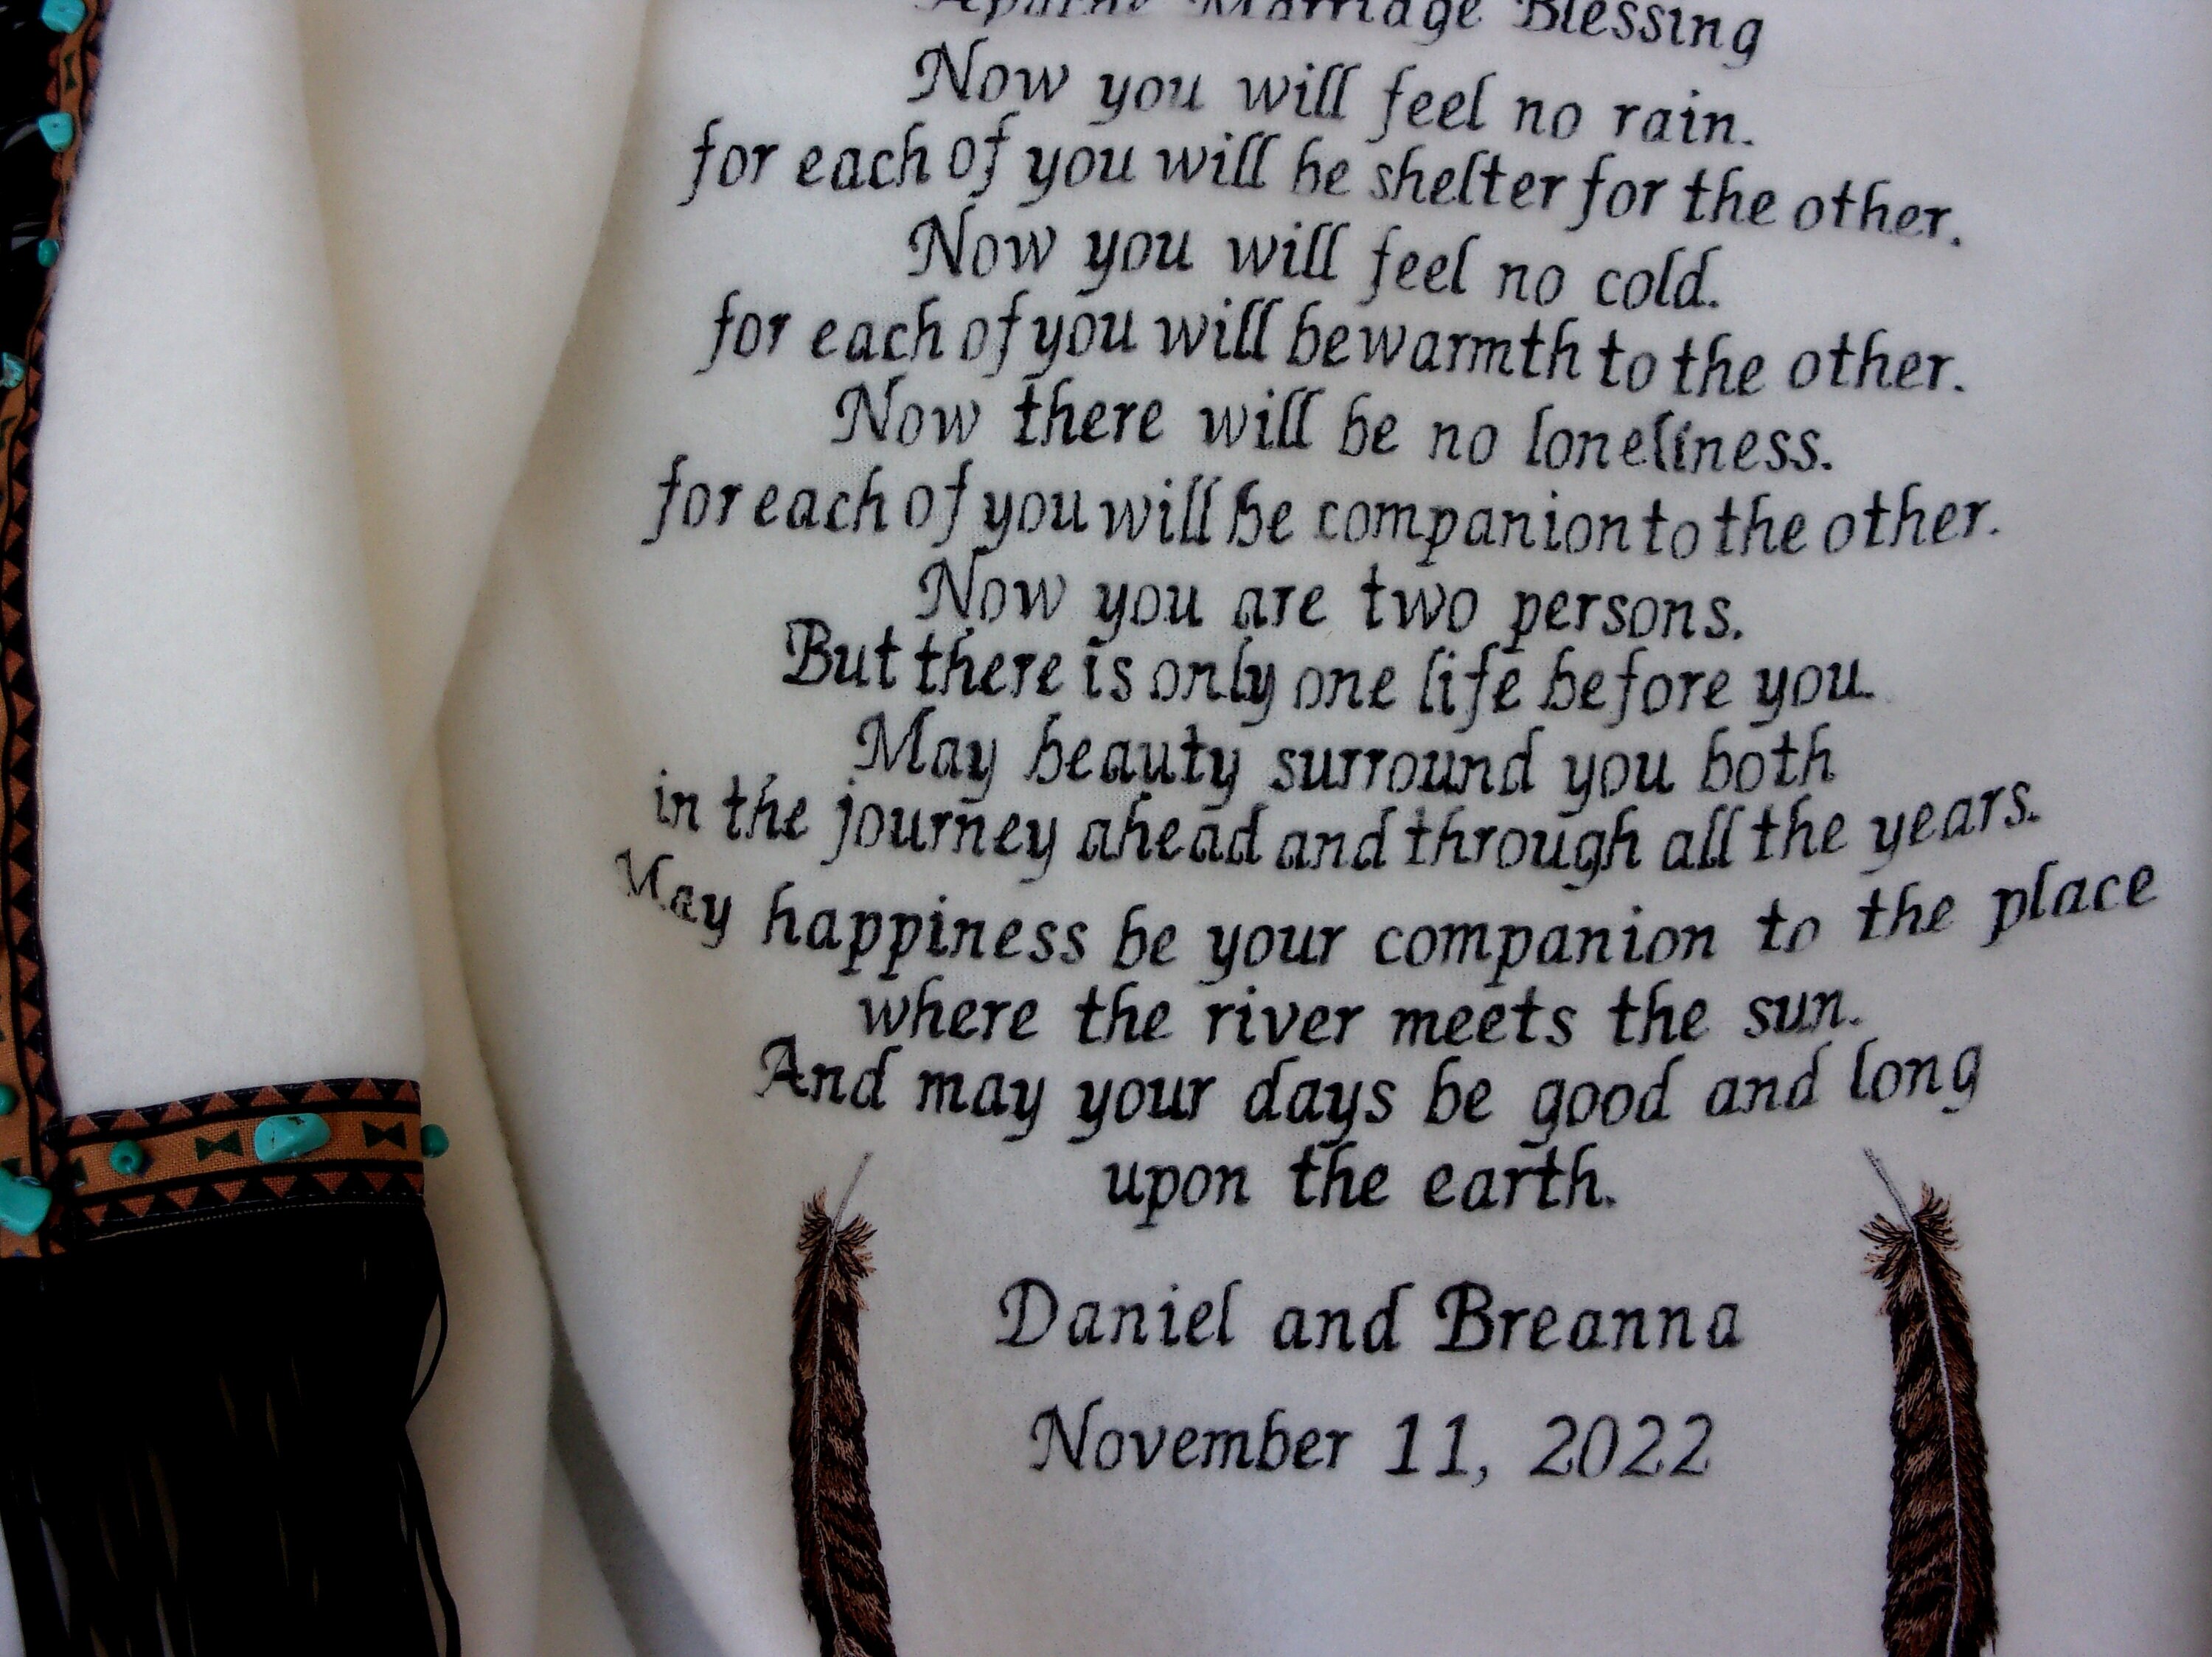 Apache Marriage Blessing
Now you will feel no rain.
for each of you will be shelter for the other.
Now you will feel no cold.
for each of you will be warmth to the other.
Now there will be no loneliness.
for each of you will be companion to the other.
Now you are two persons.
But there is only one life before you.
May beauty surround you both
in the journey ahead and through all the years.
May happiness be your companion to the place
where the river meets the sun.
And may your days be good and long
upon the earth.
Daniel and Breanna
November 11, 2022